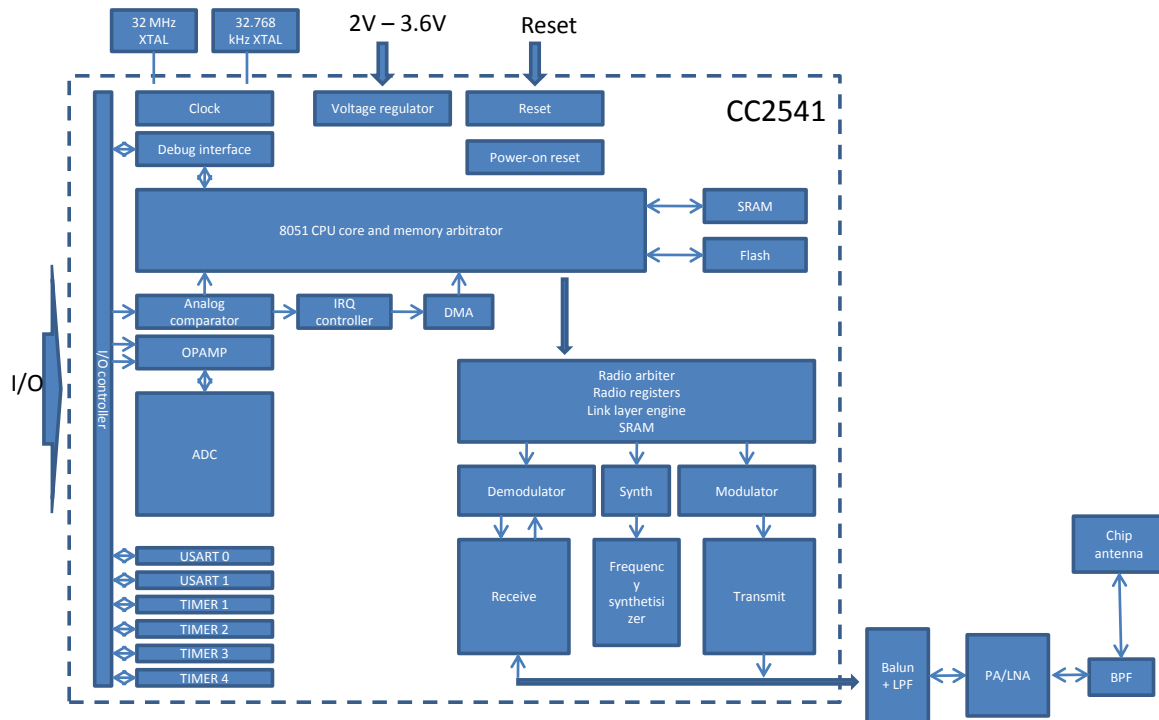 32 MHz
XTAL
32.768
kHz XTAL
2V – 3.6V
Reset
Clock
Voltage regulator
Reset
CC2541
Debug interface
Power-on reset
8051 CPU core and memory arbitrator
SRAM
Flash
Analog
comparator
IRQ
controller
DMA
OPAMP
I/O
I/O controller
ADC
Radio arbiter
Radio registers
Link layer engine
SRAM
Demodulator
Synth
Modulator
Receive
Frequenc
y
synthetisi
zer
Transmit
USART 0
USART 1
TIMER 1
TIMER 2
TIMER 3
TIMER 4
Chip
antenna
Balun
+ LPF
PA/LNA
BPF